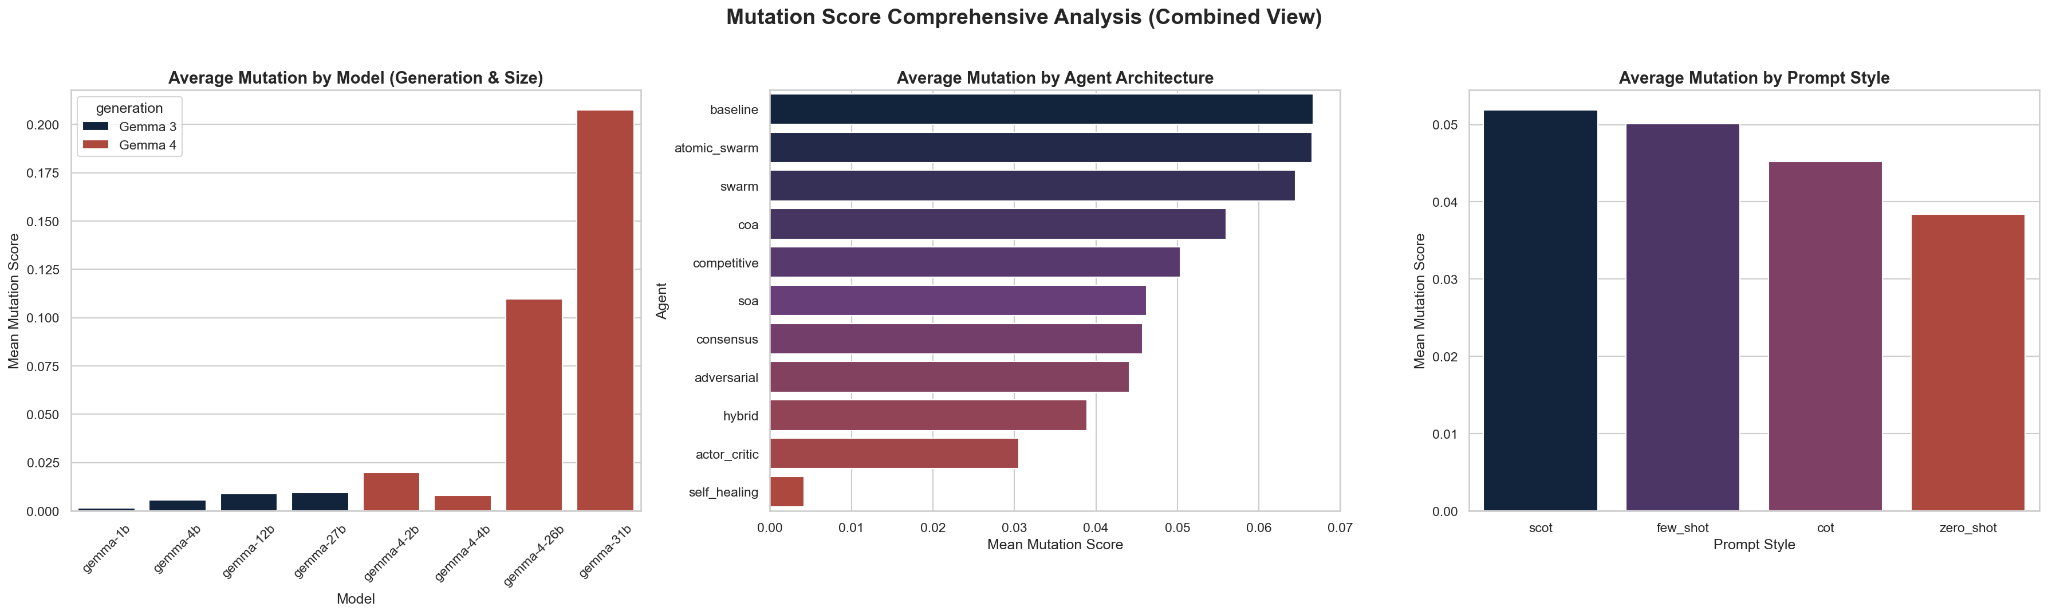 Mutation Score Comprehensive Analysis (Combined View)
Average Mutation by Model (Generation & Size)
generation
Gemma 3
Gemma 4
Mean Mutation Score
0.200
0.175
0.150
0.125
0.100
0.075
0.050
0.025
0.000
gemma-1b
gemma-4b
gemma-12b
gemma-27b
gemma-4-2b
gemma-4-4b
gemma-4-26b
gemma-31b
Model
Average Mutation by Agent Architecture
Agent
baseline
atomic_swarm
swarm
coa
competitive
soa
consensus
adversarial
hybrid
actor_critic
self_healing
0.00 0.01 0.02 0.03 0.04 0.05 0.06 0.07
Mean Mutation Score
Average Mutation by Prompt Style
Mean Mutation Score
0.05
0.04
0.03
0.02
0.01
0.00
scot few_shot cot zero_shot
Prompt Style